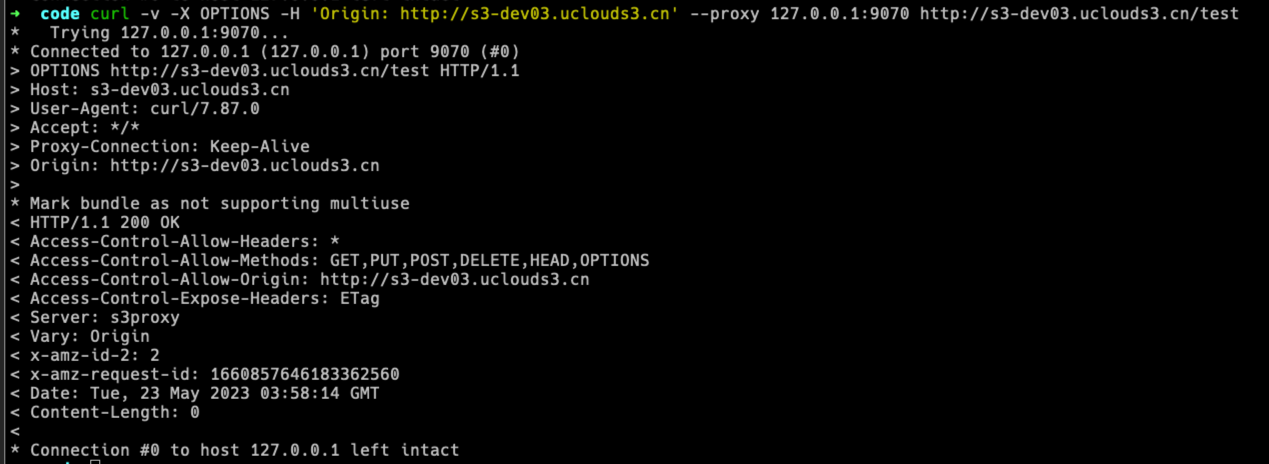 → code curl -v -X OPTIONS -H 'Origin: http://s3-dev03.uclouds3.cn' --proxy 127.0.0.1:9070 http://s3-dev03.uclouds3.cn/test
* Trying 127.0.0.1:9070...
* Connected to 127.0.0.1 (127.0.0.1) port 9070 (#0)
> OPTIONS http://s3-dev03.uclouds3.cn/test HTTP/1.1
> Host: s3-dev03.uclouds3.cn
> User-Agent: curl/7.87.0
> Accept: */*
> Proxy-Connection: Keep-Alive
> Origin: http://s3-dev03.uclouds3.cn
>
* Mark bundle as not supporting multiuse
< HTTP/1.1 200 OK
< Access-Control-Allow-Headers: *
< Access-Control-Allow-Methods: GET,PUT,POST,DELETE,HEAD,OPTIONS
< Access-Control-Allow-Origin: http://s3-dev03.uclouds3.cn
< Access-Control-Expose-Headers: ETag
< Server: s3proxy
< Vary: Origin
< x-amz-id-2: 2
< x-amz-request-id: 1660857646183362560
< Date: Tue, 23 May 2023 03:58:14 GMT
< Content-Length: 0
<
* Connection #0 to host 127.0.0.1 left intact